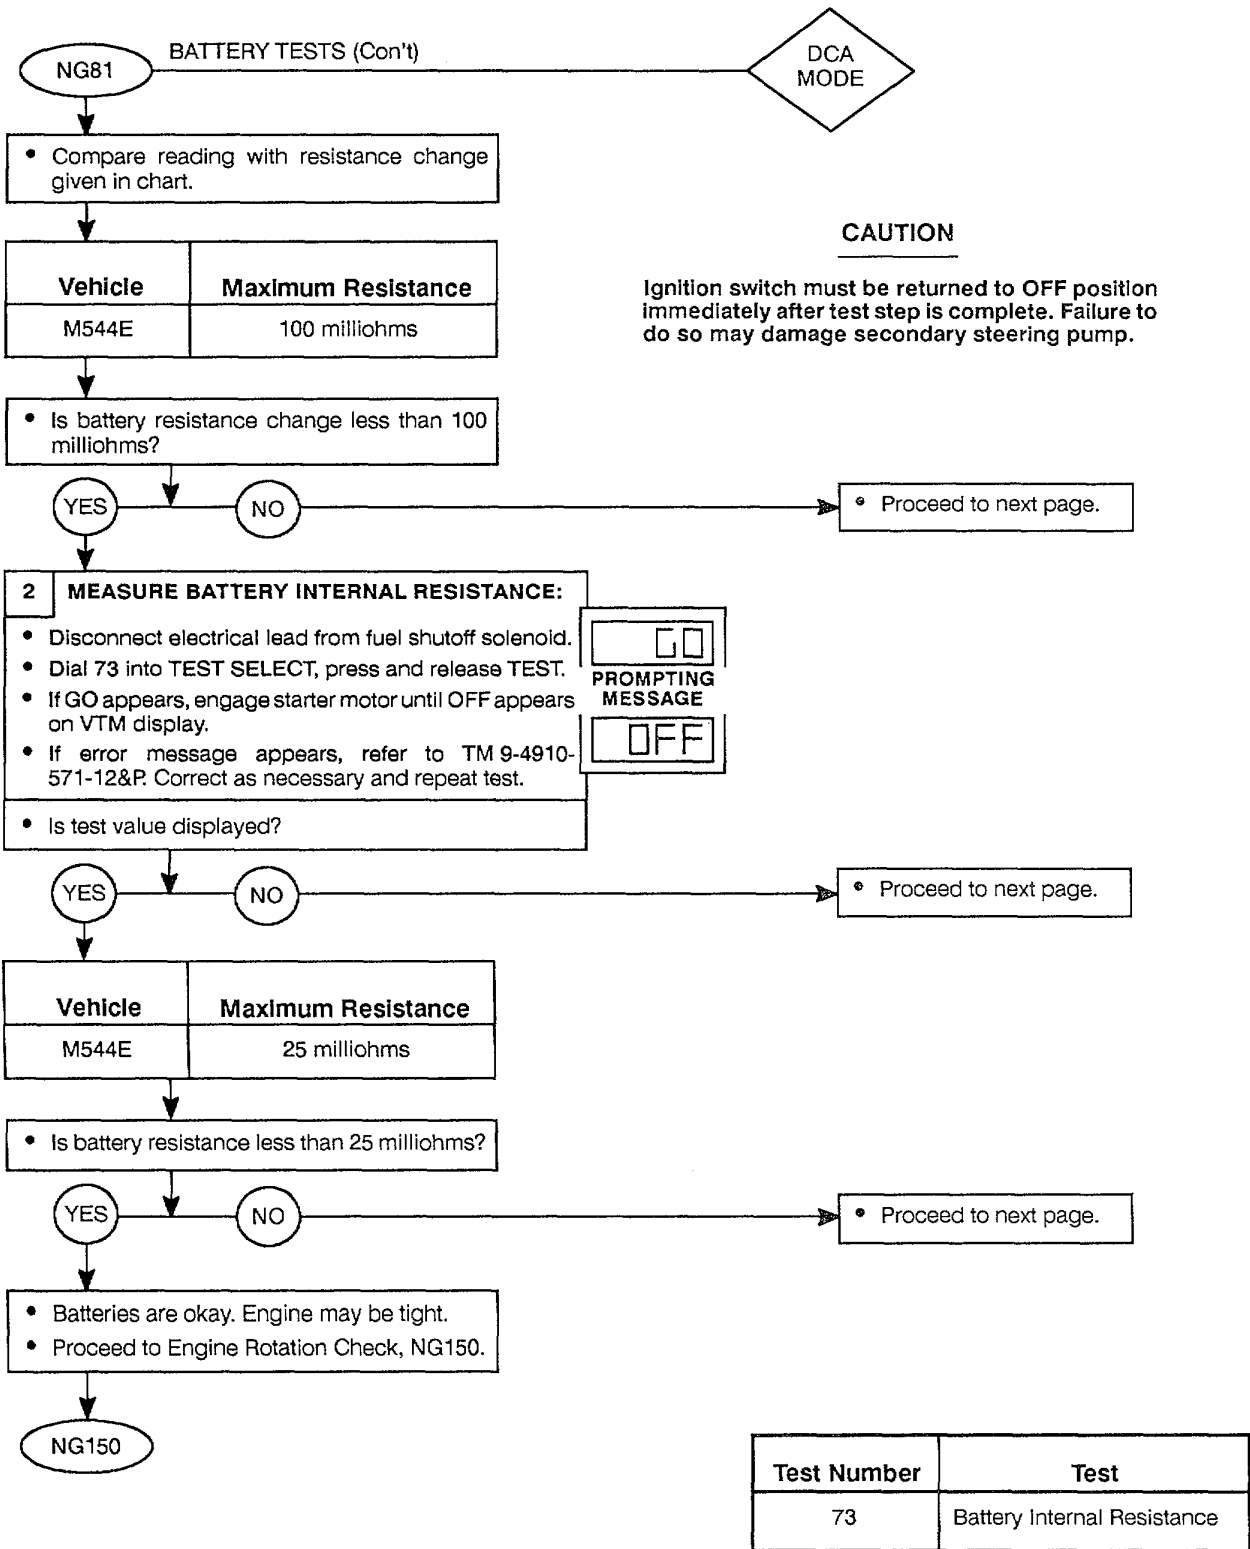 NG81
BATTERY TESTS (Con't)
DCA
MODE
• Compare reading with resistance change
given in chart.
Vehicle Maximum Resistance
M544E 100 milliohms
CAUTION
Ignition switch must be returned to OFF position
immediately after test step is complete. Failure to
do so may damage secondary steering pump.
• Is battery resistance change less than 100
milliohms?
YES NO
• Proceed to next page.
2 MEASURE BATTERY INTERNAL RESISTANCE:
• Disconnect electrical lead from fuel shutoff solenoid.
• Dial 73 into TEST SELECT, press and release TEST.
• If GO appears, engage starter motor until OFF appears
on VTM display.
• If error message appears, refer to TM 9-4910-
571-12&P. Correct as necessary and repeat test.
GO
PROMPTING
MESSAGE
OFF
• Is test value displayed?
YES NO
• Proceed to next page.
Vehicle Maximum Resistance
M544E 25 milliohms
• Is battery resistance less than 25 milliohms?
YES NO
• Proceed to next page.
• Batteries are okay. Engine may be tight.
• Proceed to Engine Rotation Check, NG150.
NG150
Test Number Test
73 Battery Internal Resistance